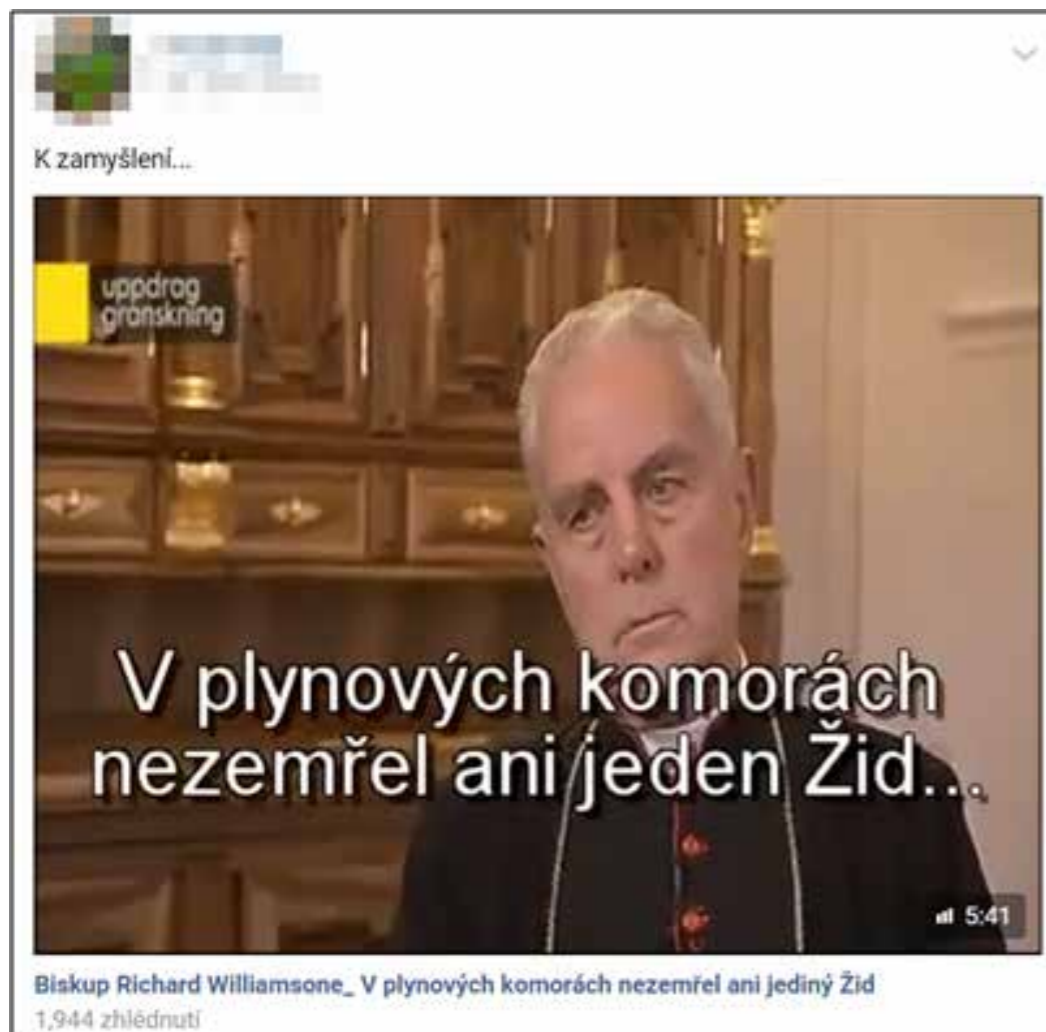 K zamyšlení...
uppdrag
granskning
V plynových komorách
nezemřel ani jeden Žid...
5:41
Biskup Richard Williamsone_ V plynových komorách nezemřel ani jediný Žid
1,944 zhlédnutí